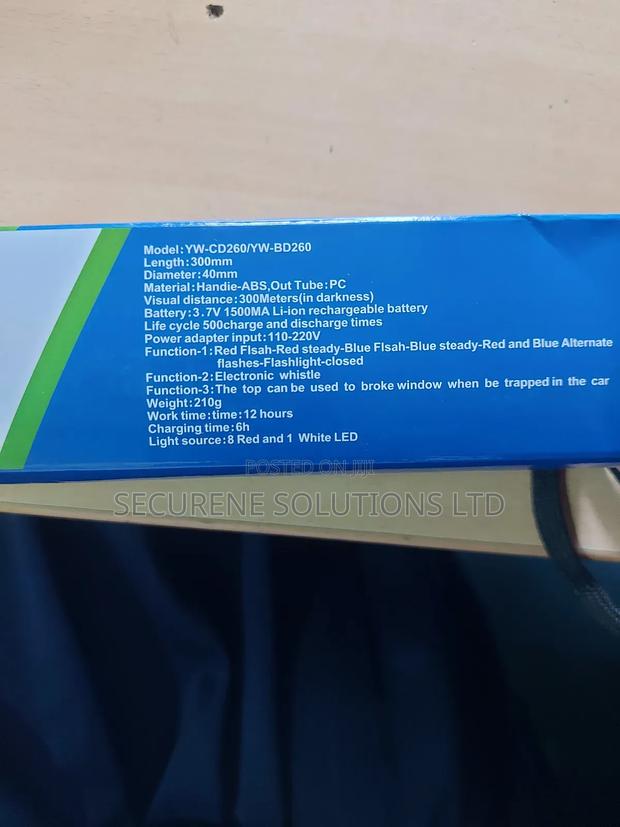 Model:YW-CD260/YW-BD260
Length:300mm
Diameter:40mm
Material:Handie-ABS,Out Tube:PC
Visual distance:300Meters(in darkness)
Battery:3.7V 1500MA Li-ion rechargeable battery
Life cycle 500charge and discharge times
Power adapter input:110-220V
Function-1:Red Flsah-Red steady-Blue Flsah-Blue steady-Red and Blue Alternate
flashes-Flashlight-closed
Function-2:Electronic whistle
Function-3:The top can be used to broke window when be trapped in the car
Weight:210g
Work time:time:12 hours
Charging time:6h
Light source:8 Red and 1 White LED
POSTED ON JIJI
SECURENE SOLUTIONS LTD